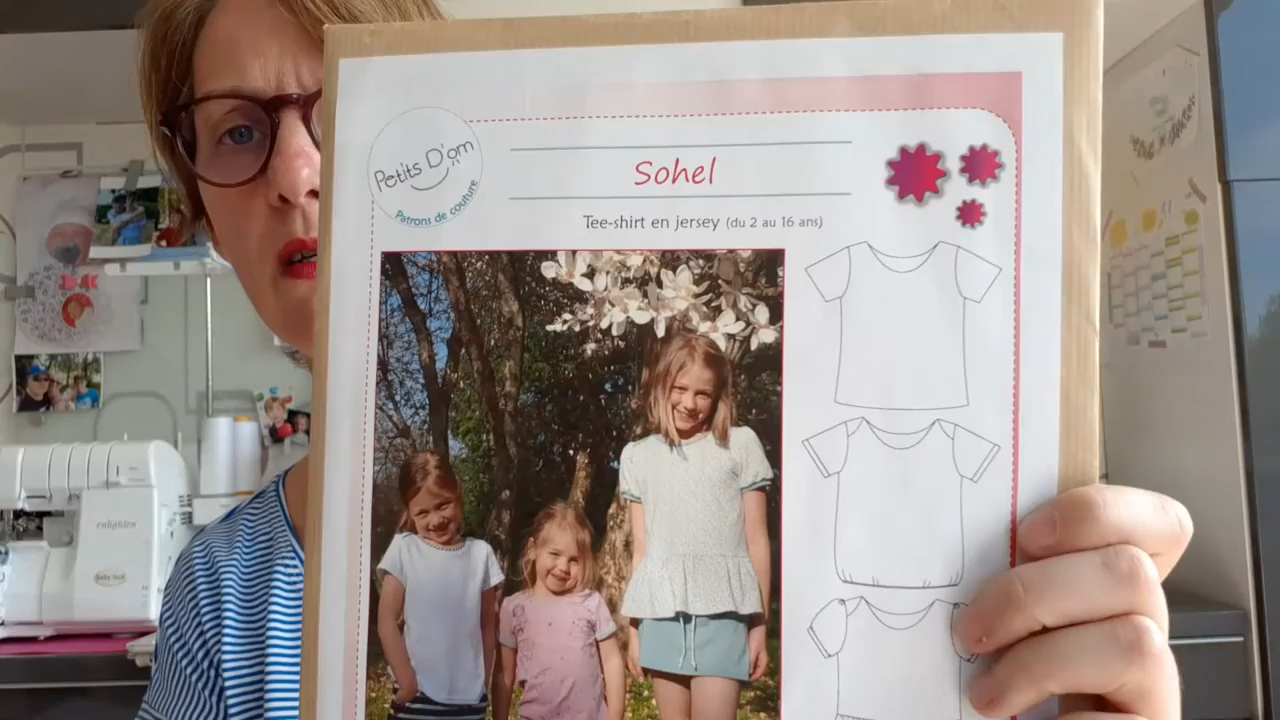 Petits D'om
Patrons de couture
Sohel
Tee-shirt en jersey (du 2 au 16 ans)
enlighten
baby lock